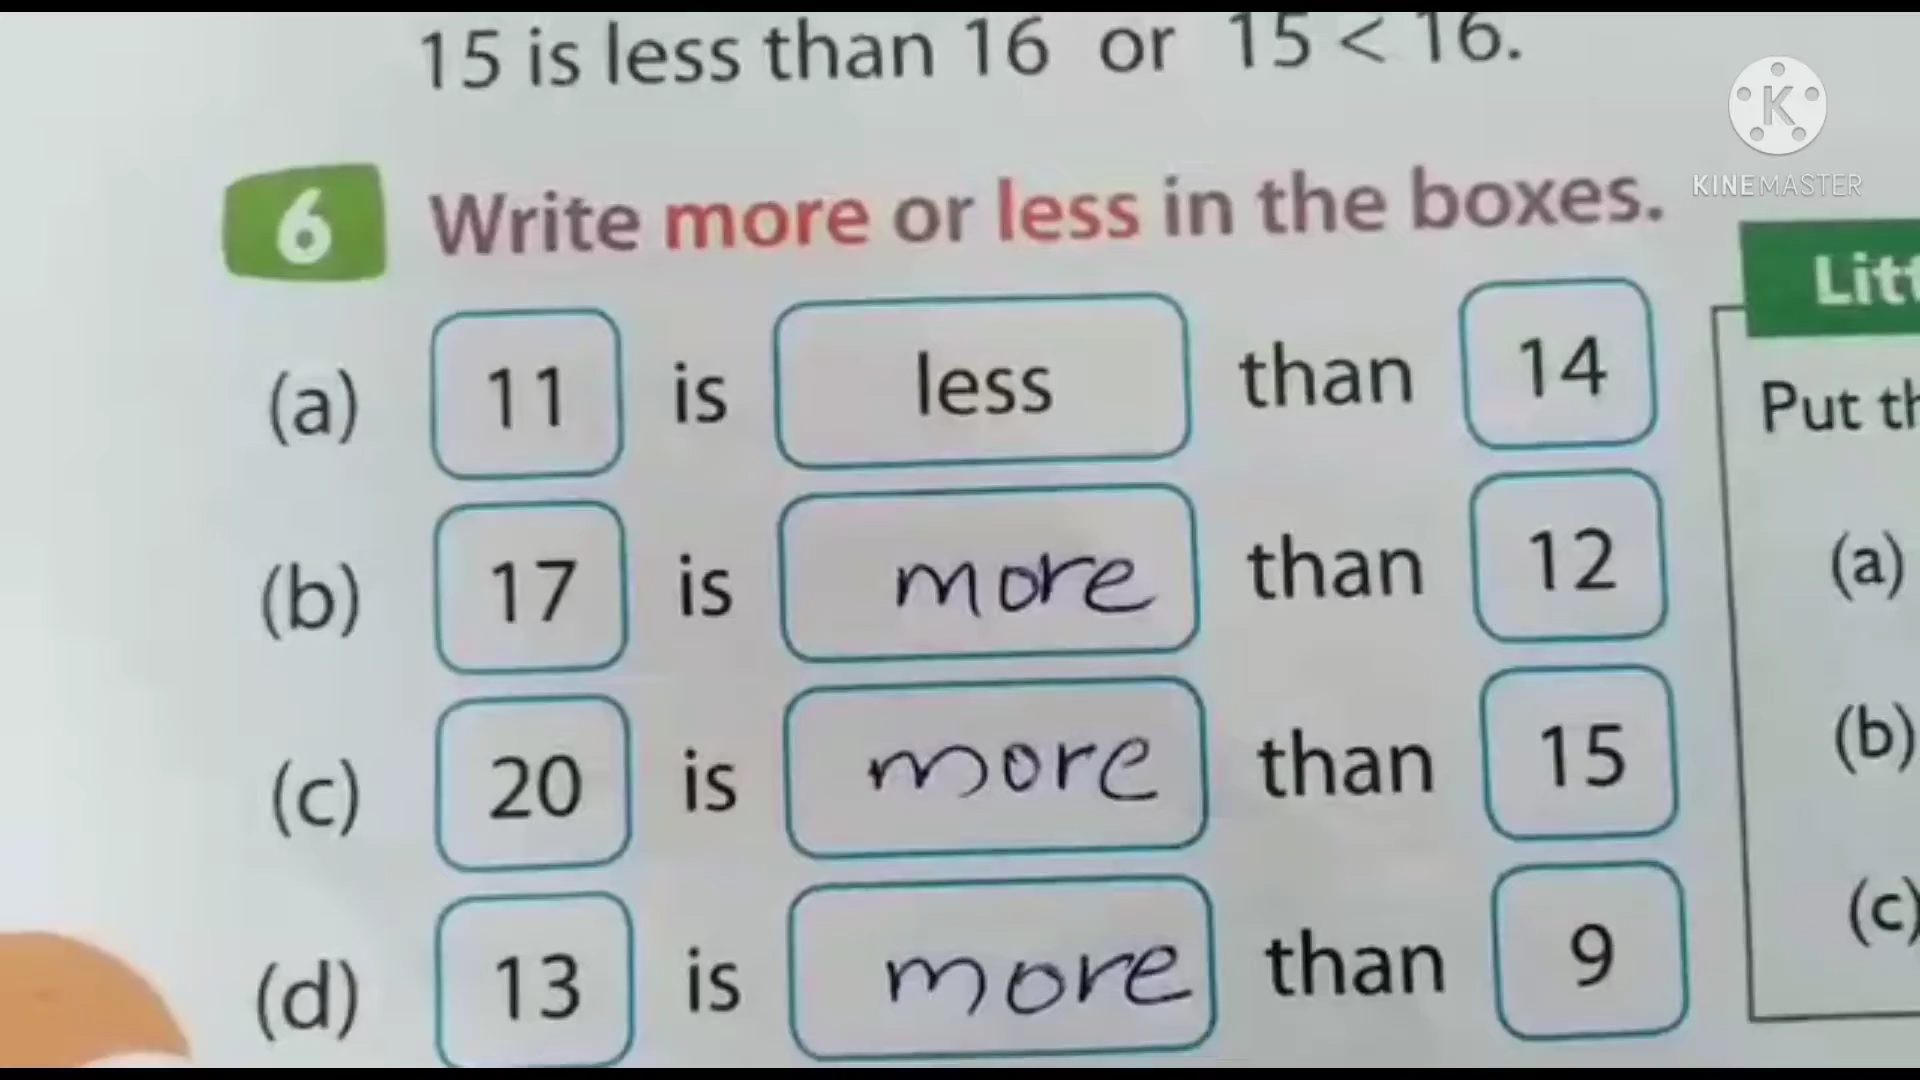 15 is less than 16 or 15 < 16.
K
KINEMASTER
6 Write more or less in the boxes.
(a) 11 is less than 14
(b) 17 is more than 12
(c) 20 is more than 15
(d) 13 is more than 9
Put
(a)
(b)
(c)